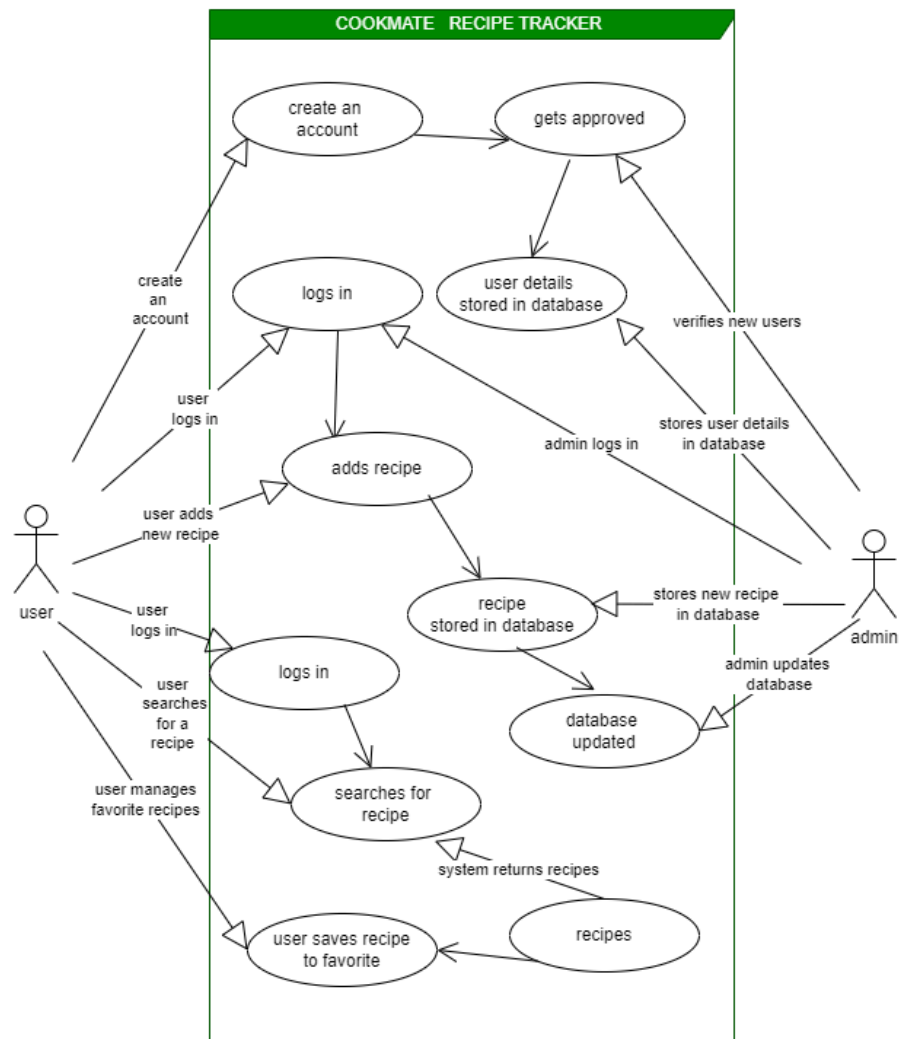 COOKMATE RECIPE TRACKER
create an
account
gets approved
create
an
account
logs in
user details
stored in database
verifies new users
user
logs in
admin logs in
stores user details
in database
adds recipe
user adds
new recipe
user
admin
recipe
stored in database
stores new recipe
in database
user
logs in
logs in
admin updates
database
user
searches
for a
recipe
database
updated
user manages
favorite recipes
searches for
recipe
system returns recipes
user saves recipe
to favorite
recipes